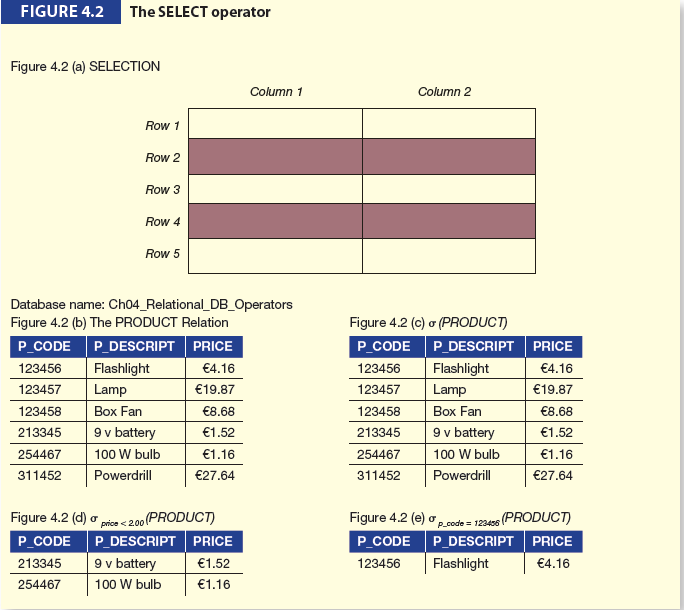 FIGURE 4.2 The SELECT operator
Figure 4.2 (a) SELECTION
Column 1 Column 2
Row 1
Row 2
Row 3
Row 4
Row 5
Database name: Ch04_Relational_DB_Operators
Figure 4.2 (b) The PRODUCT Relation
P_CODE P_DESCRIPT PRICE
123456 Flashlight €4.16
123457 Lamp €19.87
123458 Box Fan €8.68
213345 9 v battery €1.52
254467 100 W bulb €1.16
311452 Powerdrill €27.64
Figure 4.2 (c) σ (PRODUCT)
P_CODE P_DESCRIPT PRICE
123456 Flashlight €4.16
123457 Lamp €19.87
123458 Box Fan €8.68
213345 9 v battery €1.52
254467 100 W bulb €1.16
311452 Powerdrill €27.64
Figure 4.2 (d) σ price < 2.00 (PRODUCT)
P_CODE P_DESCRIPT PRICE
213345 9 v battery €1.52
254467 100 W bulb €1.16
Figure 4.2 (e) σ p_code = 123456 (PRODUCT)
P_CODE P_DESCRIPT PRICE
123456 Flashlight €4.16